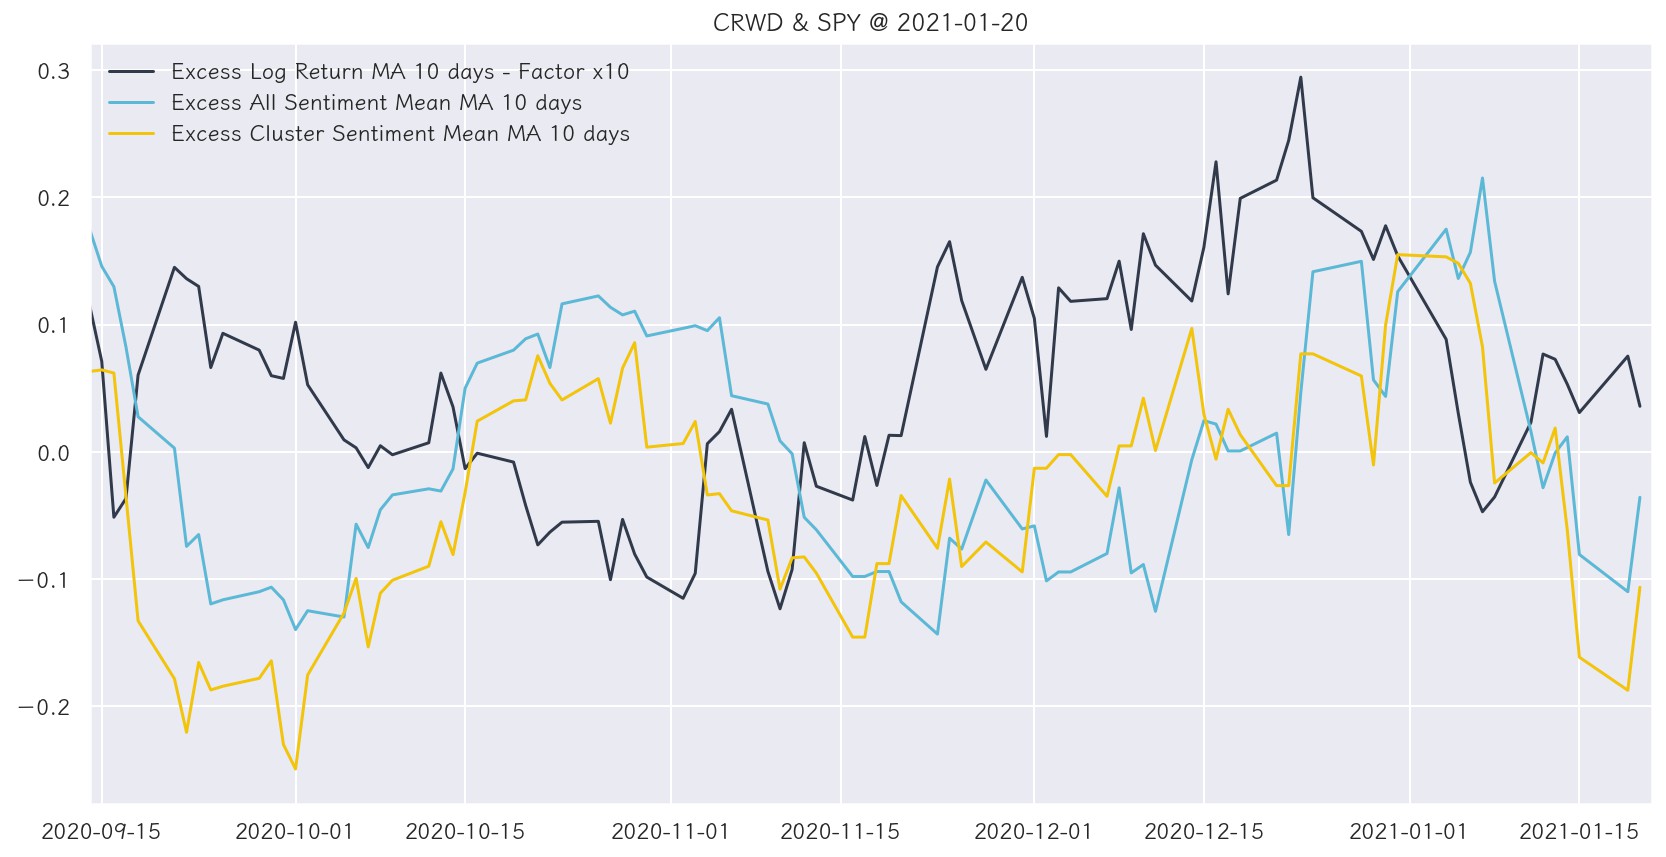 CRWD & SPY @ 2021-01-20
Excess Log Return MA 10 days - Factor x10
Excess All Sentiment Mean MA 10 days
Excess Cluster Sentiment Mean MA 10 days
0.3
0.2
0.1
0.0
−0.1
−0.2
2020-09-15 2020-10-01 2020-10-15 2020-11-01 2020-11-15 2020-12-01 2020-12-15 2021-01-01 2021-01-15